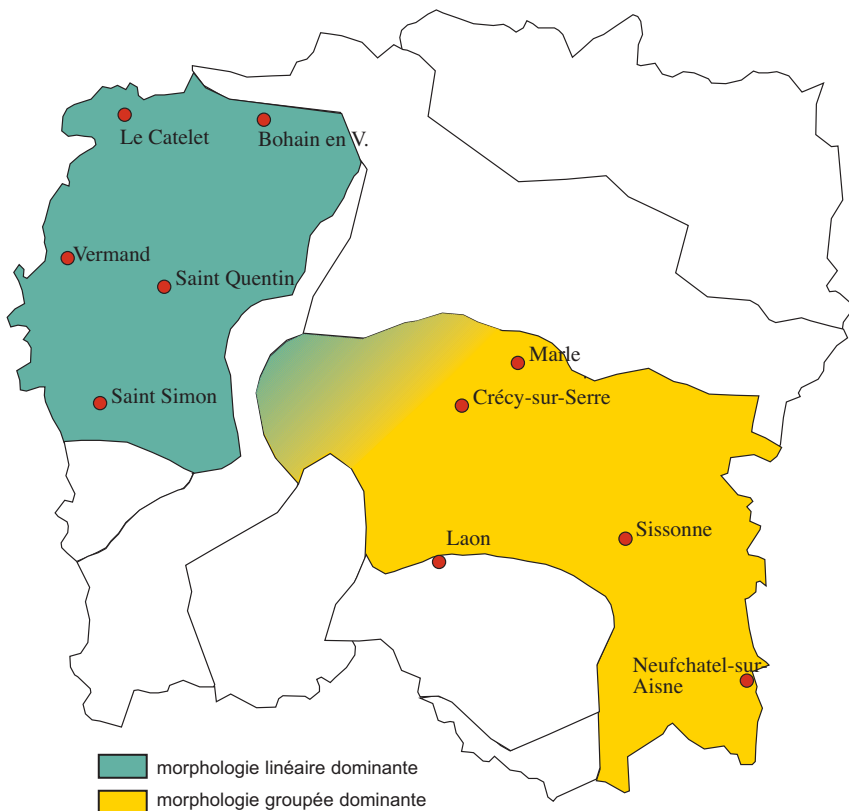 Le Catelet
Bohain en V.
Vermand
Saint Quentin
Marle
Saint Simon
Crécy-sur-Serre
Laon
Sissonne
Neufchatel-sur-
Aisne
morphologie linéaire dominante
morphologie groupée dominante